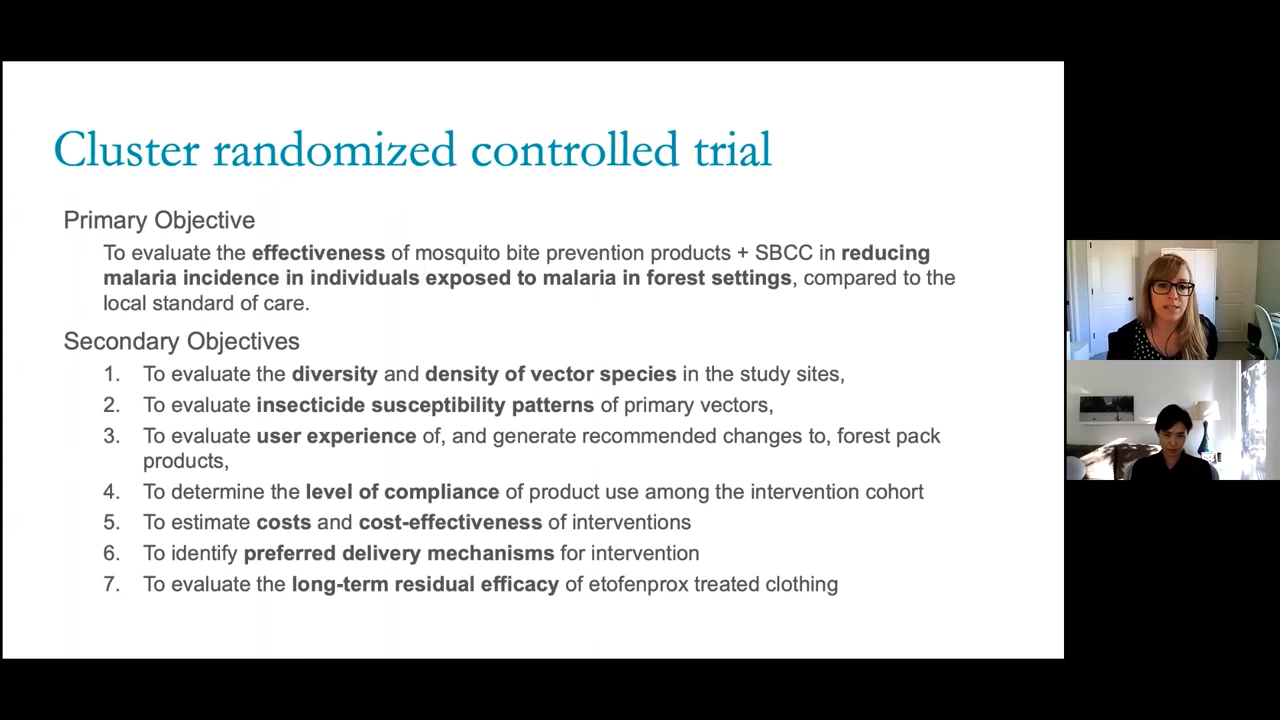 Cluster randomized controlled trial
Primary Objective
To evaluate the effectiveness of mosquito bite prevention products + SBCC in reducing
malaria incidence in individuals exposed to malaria in forest settings, compared to the
local standard of care.
Secondary Objectives
1. To evaluate the diversity and density of vector species in the study sites,
2. To evaluate insecticide susceptibility patterns of primary vectors,
3. To evaluate user experience of, and generate recommended changes to, forest pack
products,
4. To determine the level of compliance of product use among the intervention cohort
5. To estimate costs and cost-effectiveness of interventions
6. To identify preferred delivery mechanisms for intervention
7. To evaluate the long-term residual efficacy of etofenprox treated clothing